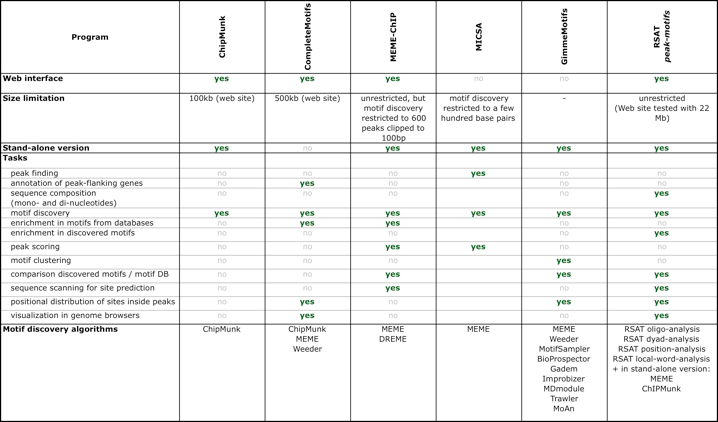 Program ChipMunk CompleteMotifs MEME-ChIP MICSA GimmeMotifs RSAT peak-motifs
Web interface yes yes yes no no yes
Size limitation 100kb (web site) 500kb (web site) unrestricted, but motif discovery - unrestricted
motif discovery restricted to a few (Web site tested with 22
restricted to 600 hundred base pairs Mb)
peaks clipped to
100bp
Stand-alone version yes no yes yes yes yes
Tasks
peak finding no no no yes no no
annotation of peak-flanking genes no yes no no no no
sequence composition no no no no no yes
(mono- and di-nucleotides)
motif discovery yes yes yes yes yes yes
enrichment in motifs from databases no yes yes no no
enrichment in discovered motifs no no no no no yes
peak scoring no no yes yes no no
motif clustering no no no no yes no
comparison discovered motifs / motif DB no no yes no yes yes
sequence scanning for site prediction no no yes no no yes
positional distribution of sites inside peaks no yes no no yes yes
visualization in genome browsers no yes no no no yes
Motif discovery algorithms ChipMunk ChipMunk MEME MEME MEME RSAT oligo-analysis
MEME DREME Weeder RSAT dyad-analysis
Weeder MotifSampler RSAT position-analysis
BioProspector RSAT local-word-analysis
Gadem + in stand-alone version:
Improbizer MEME
MDmodule ChIPMunk
Trawler
MoAn